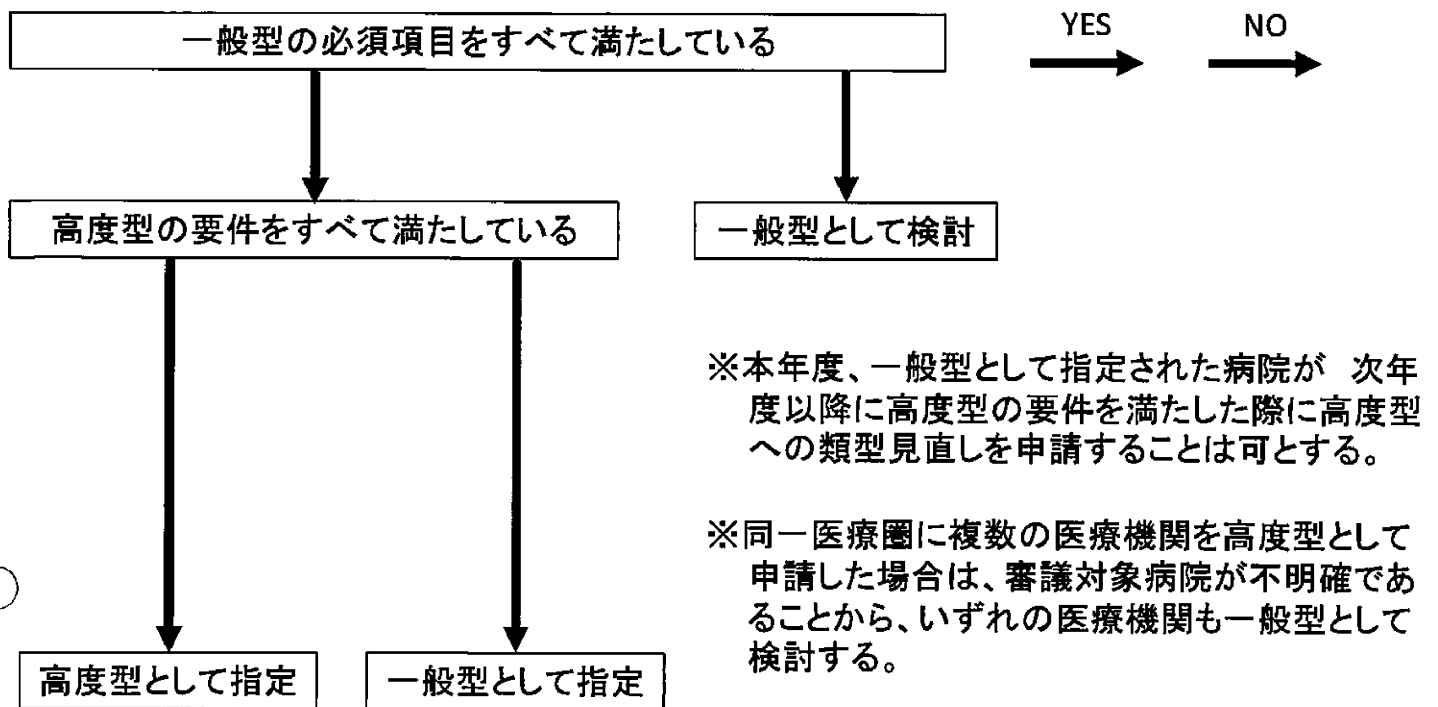 一般型の必須項目をすべて満たしている
YES
NO
高度型の要件をすべて満たしている
一般型として検討
※本年度、一般型として指定された病院が 次年
度以降に高度型の要件を満たした際に高度型
への類型見直しを申請することは可とする。
※同一医療圏に複数の医療機関を高度型として
申請した場合は、審議対象病院が不明確であ
ることから、いずれの医療機関も一般型として
検討する。
高度型として指定
一般型として指定